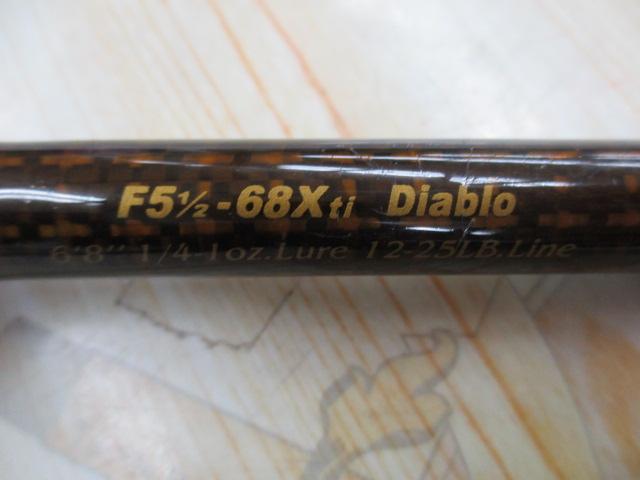 F5½-68Xti Diablo
6'8" 1/4-1oz.Lure 12-25LB.Line